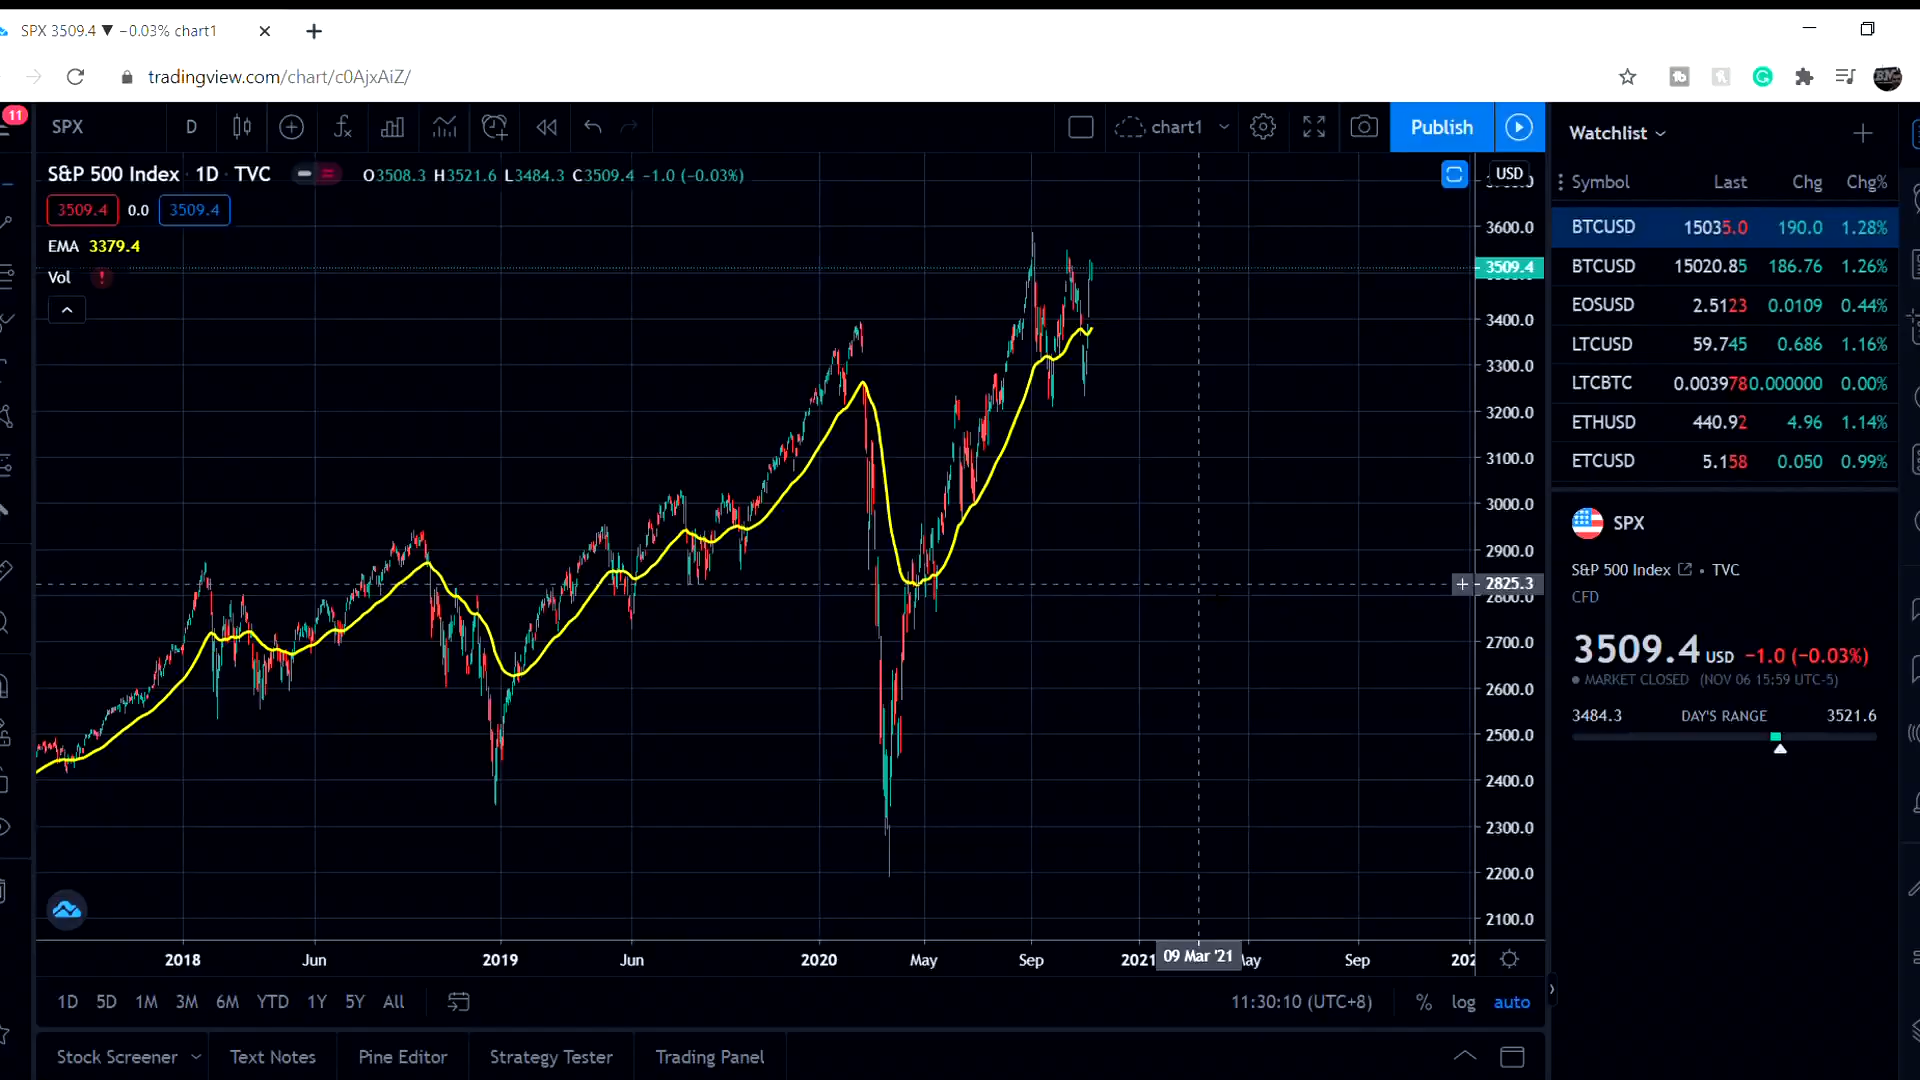 SPX 3509.4 ▼ −0.03% chart1
tradingview.com/chart/c0AjxAiZ/
11
SPX D chart1 Publish
S&P 500 Index · 1D · TVC O3508.3 H3521.6 L3484.3 C3509.4 −1.0 (−0.03%)
3509.4 0.0 3509.4
EMA 3379.4
Vol !
USD
3600.0
3509.4
3400.0
3300.0
3200.0
3100.0
3000.0
2900.0
2825.3
2800.0
2700.0
2600.0
2500.0
2400.0
2300.0
2200.0
2100.0
2018 Jun 2019 Jun 2020 May Sep 2021 09 Mar '21 Sep
1D 5D 1M 3M 6M YTD 1Y 5Y All 11:30:10 (UTC+8) % log auto
Stock Screener Text Notes Pine Editor Strategy Tester Trading Panel
Watchlist
Symbol Last Chg Chg%
BTCUSD 15035.0 190.0 1.28%
BTCUSD 15020.85 186.76 1.26%
EOSUSD 2.5123 0.0109 0.44%
LTCUSD 59.745 0.686 1.16%
LTCBTC 0.003978 0.000000 0.00%
ETHUSD 440.92 4.96 1.14%
ETCUSD 5.158 0.050 0.99%
SPX
S&P 500 Index • TVC
CFD
3509.4 USD −1.0 (−0.03%)
MARKET CLOSED (NOV 06 15:59 UTC-5)
3484.3 DAY'S RANGE 3521.6